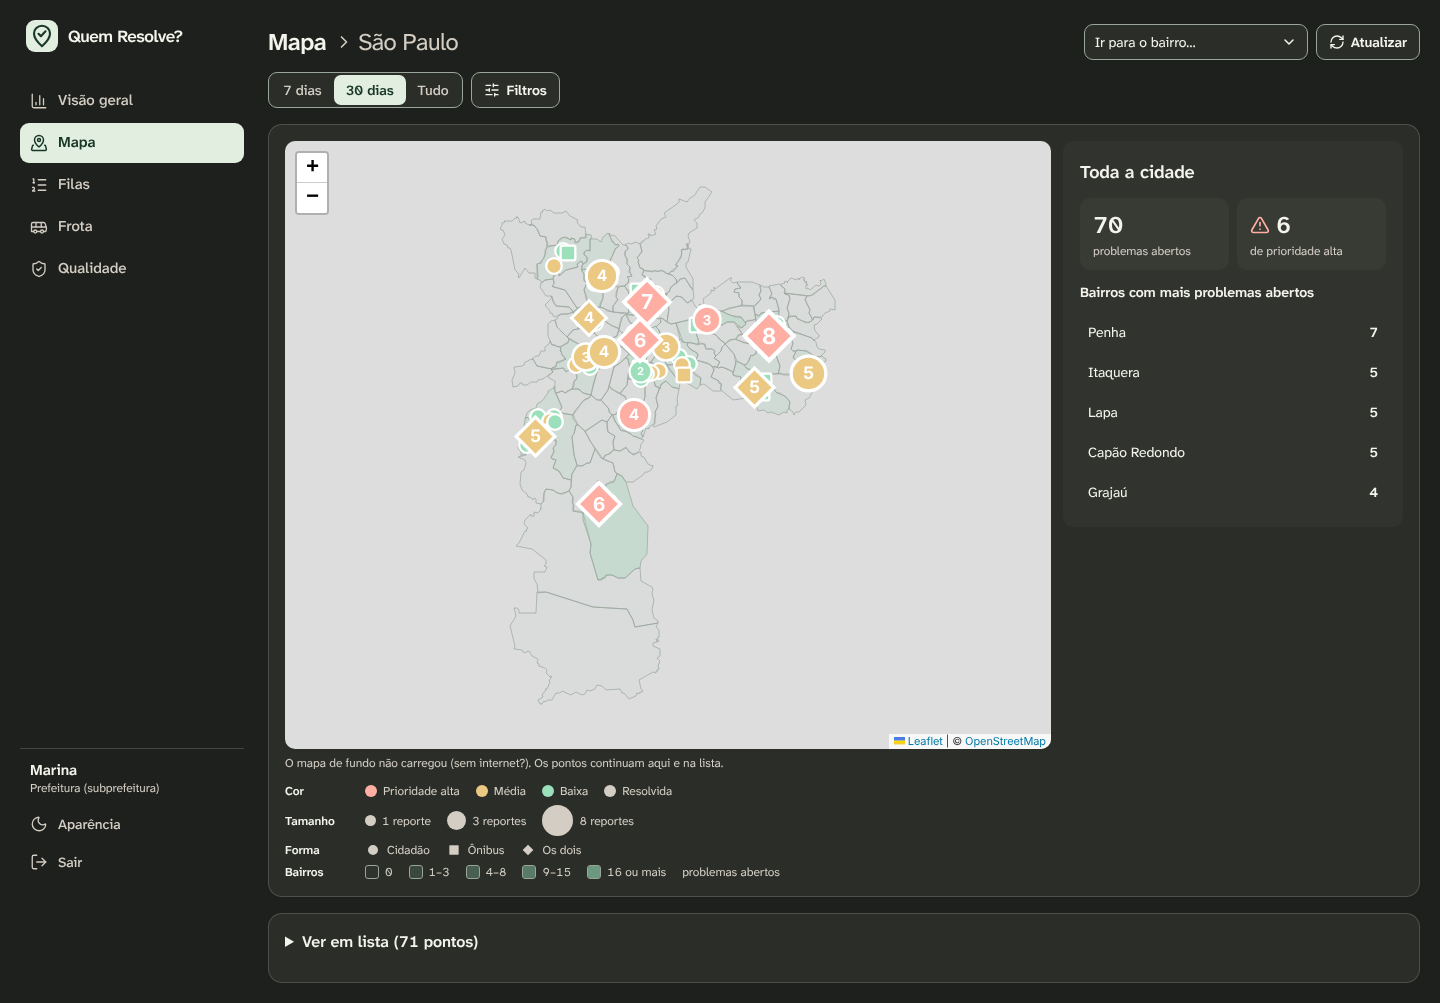 Quem Resolve?
Visão geral
Mapa
Filas
Frota
Qualidade
Marina
Prefeitura (subprefeitura)
Aparência
Sair
Mapa > São Paulo
Ir para o bairro...
Atualizar
7 dias
30 dias
Tudo
Filtros
+
−
4
7
4
3
6
3
8
3
4
2
5
5
4
5
6
Leaflet | © OpenStreetMap
O mapa de fundo não carregou (sem internet?). Os pontos continuam aqui e na lista.
Cor Prioridade alta Média Baixa Resolvida
Tamanho 1 reporte 3 reportes 8 reportes
Forma Cidadão Ônibus Os dois
Bairros 0 1–3 4–8 9–15 16 ou mais problemas abertos
Toda a cidade
70
problemas abertos
6
de prioridade alta
Bairros com mais problemas abertos
Penha 7
Itaquera 5
Lapa 5
Capão Redondo 5
Grajaú 4
Ver em lista (71 pontos)